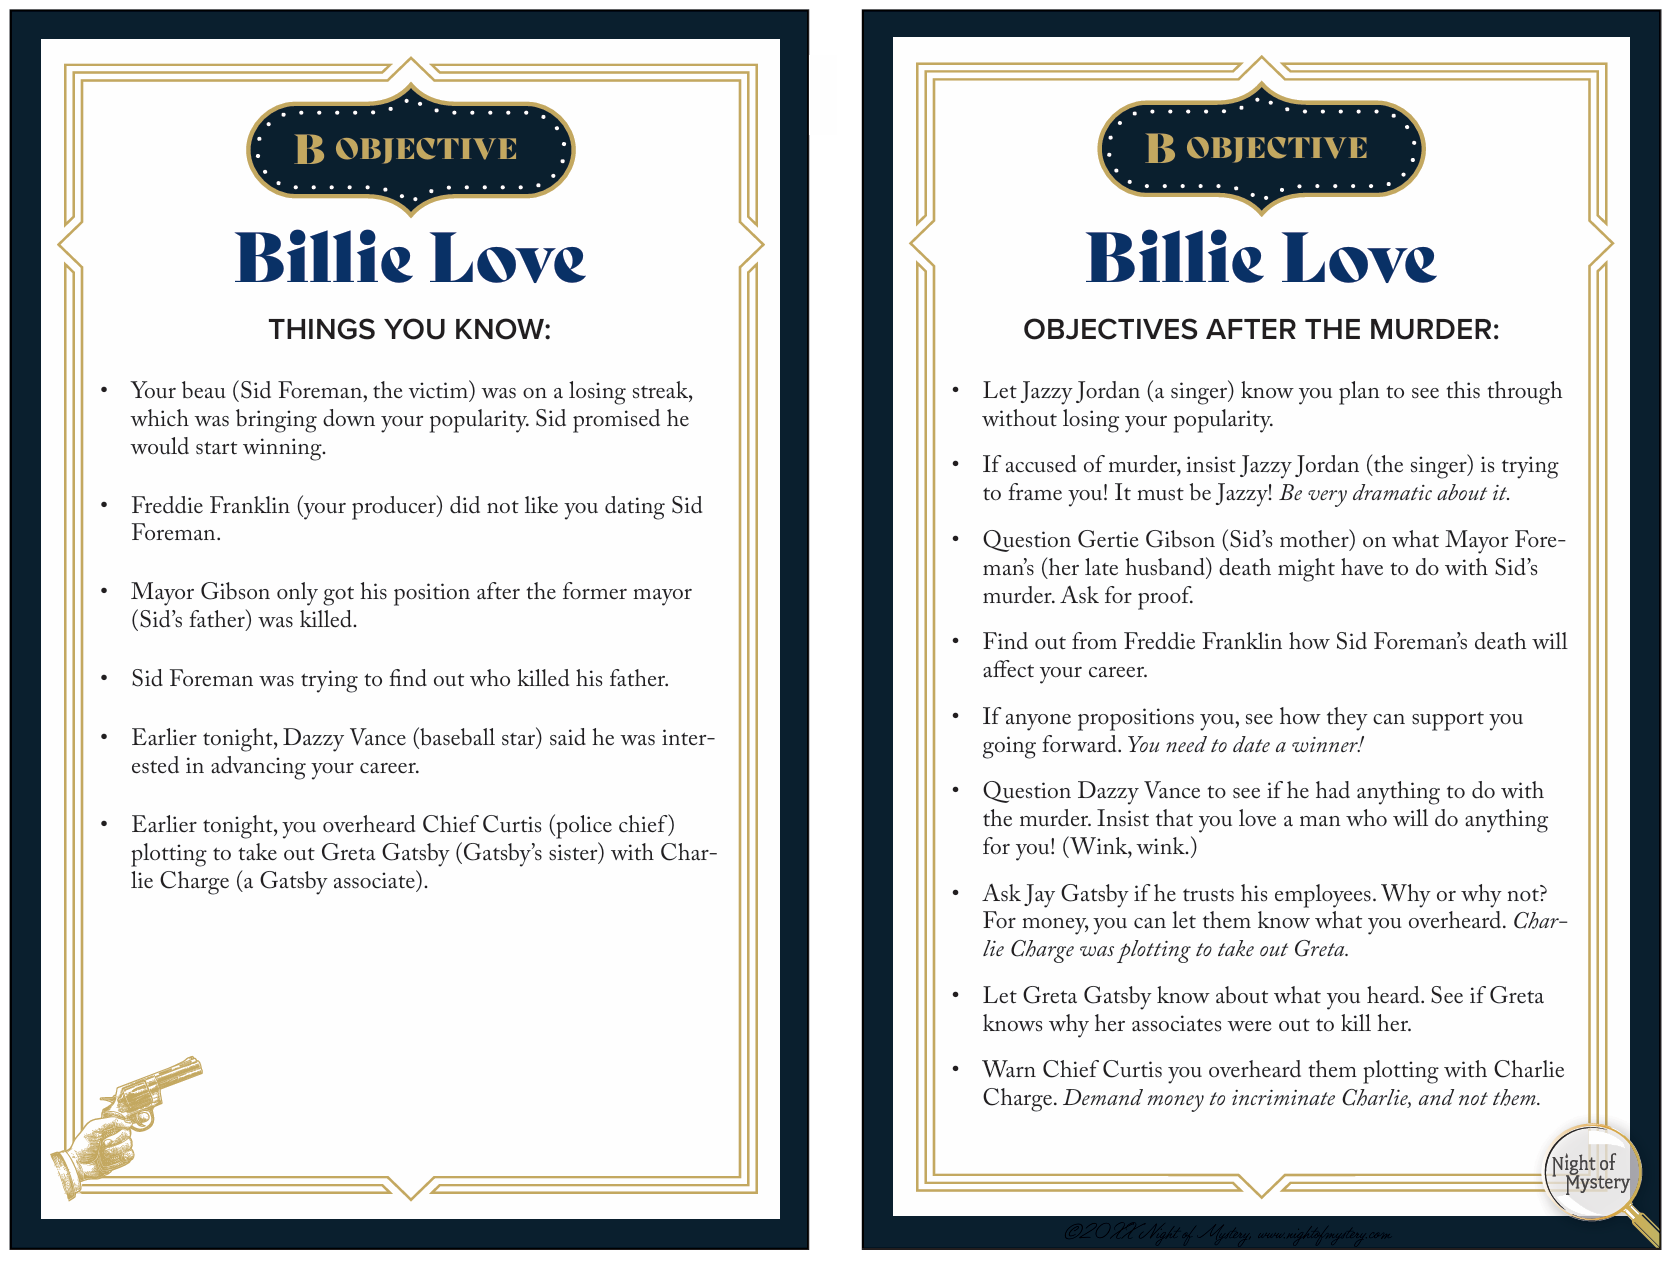 B OBJECTIVE
Billie Love
THINGS YOU KNOW:
• Your beau (Sid Foreman, the victim) was on a losing streak,
which was bringing down your popularity. Sid promised he
would start winning.
• Freddie Franklin (your producer) did not like you dating Sid
Foreman.
• Mayor Gibson only got his position after the former mayor
(Sid's father) was killed.
• Sid Foreman was trying to find out who killed his father.
• Earlier tonight, Dazzy Vance (baseball star) said he was inter-
ested in advancing your career.
• Earlier tonight, you overheard Chief Curtis (police chief)
plotting to take out Greta Gatsby (Gatsby's sister) with Char-
lie Charge (a Gatsby associate).
B OBJECTIVE
Billie Love
OBJECTIVES AFTER THE MURDER:
• Let Jazzy Jordan (a singer) know you plan to see this through
without losing your popularity.
• If accused of murder, insist Jazzy Jordan (the singer) is trying
to frame you! It must be Jazzy! Be very dramatic about it.
• Question Gertie Gibson (Sid's mother) on what Mayor Fore-
man's (her late husband) death might have to do with Sid's
murder. Ask for proof.
• Find out from Freddie Franklin how Sid Foreman's death will
affect your career.
• If anyone propositions you, see how they can support you
going forward. You need to date a winner!
• Question Dazzy Vance to see if he had anything to do with
the murder. Insist that you love a man who will do anything
for you! (Wink, wink.)
• Ask Jay Gatsby if he trusts his employees. Why or why not?
For money, you can let them know what you overheard. Char-
lie Charge was plotting to take out Greta.
• Let Greta Gatsby know about what you heard. See if Greta
knows why her associates were out to kill her.
• Warn Chief Curtis you overheard them plotting with Charlie
Charge. Demand money to incriminate Charlie, and not them.
Night of
Mystery
©20XX Night of Mystery, www.nightofmystery.com